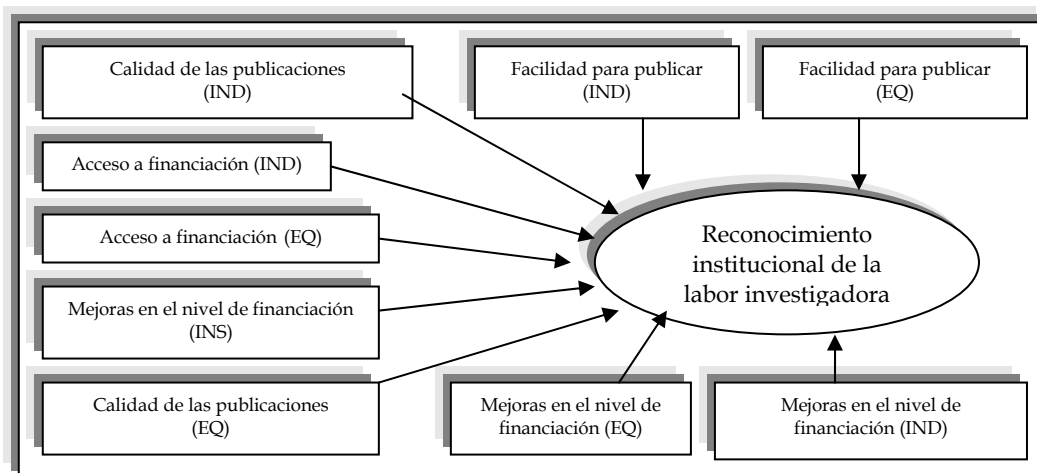 Calidad de las publicaciones
(IND)
Facilidad para publicar
(IND)
Facilidad para publicar
(EQ)
Acceso a financiación (IND)
Acceso a financiación (EQ)
Mejoras en el nivel de financiación
(INS)
Calidad de las publicaciones
(EQ)
Reconocimiento
institucional de la
labor investigadora
Mejoras en el nivel de
financiación (EQ)
Mejoras en el nivel de
financiación (IND)